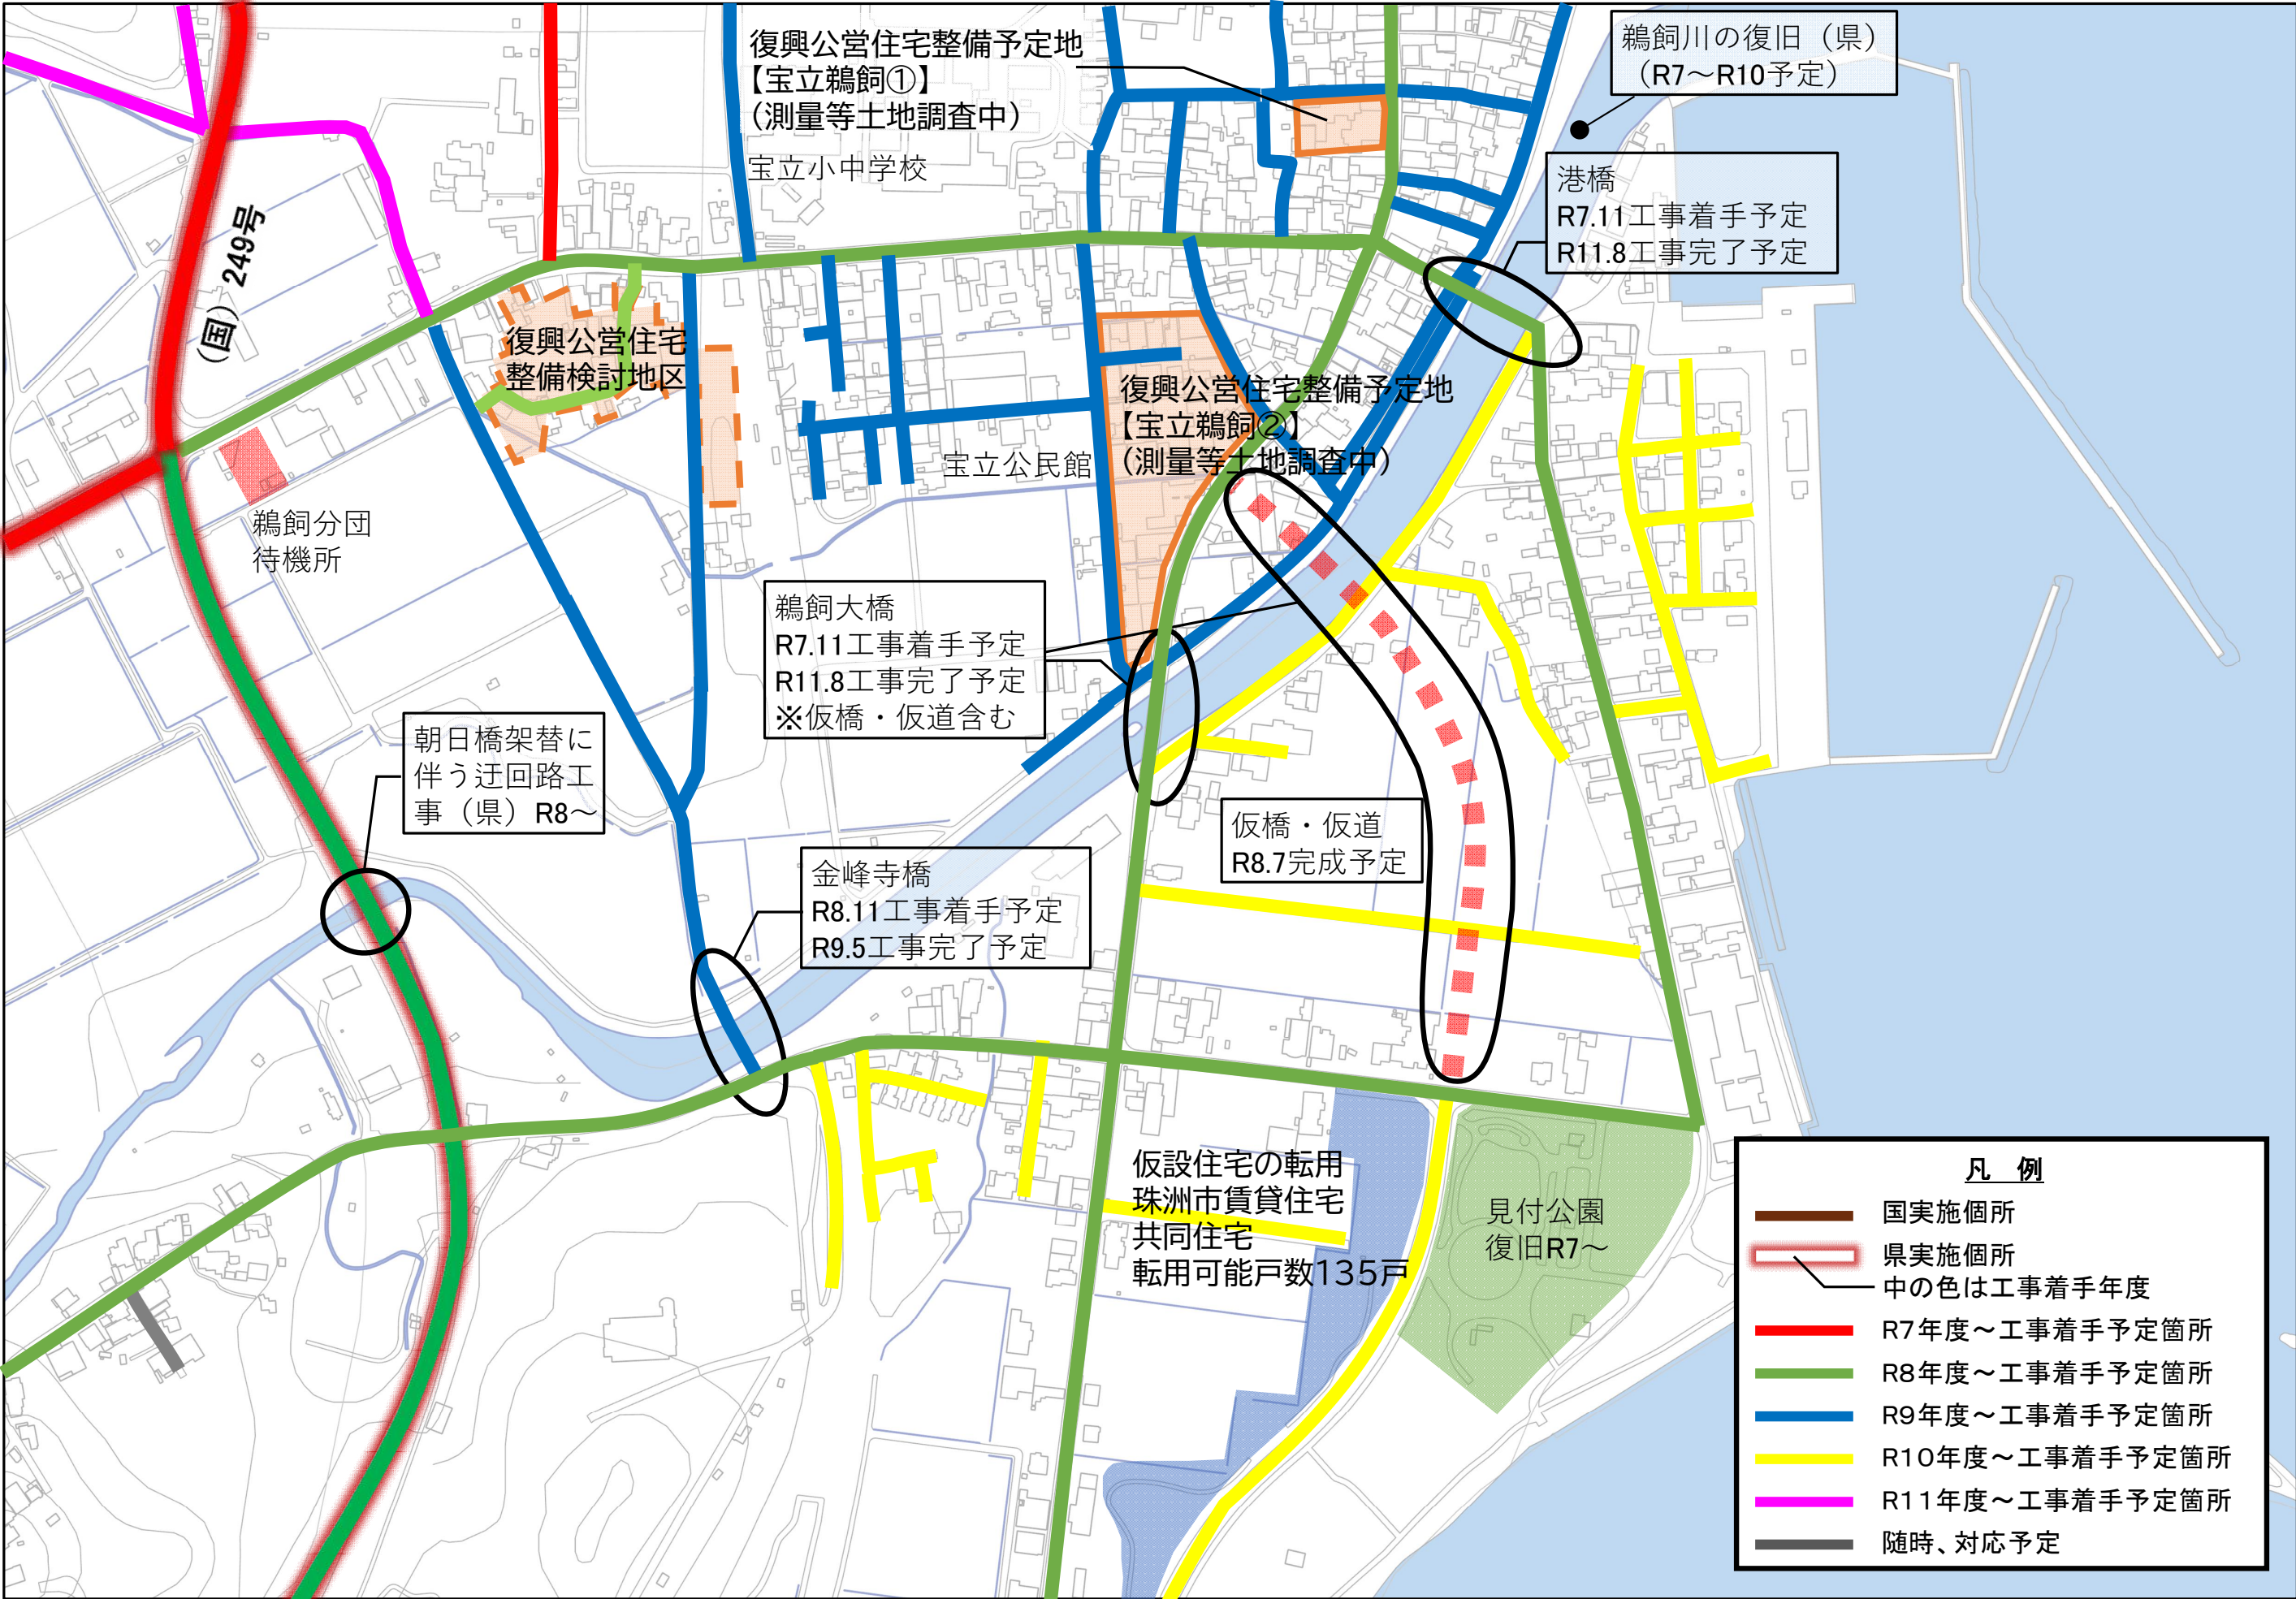 復興公営住宅整備予定地
【宝立鵜飼①】
(測量等土地調査中)
宝立小中学校
鵜飼川の復旧（県）
（R7～R10予定）
港橋
R7.11工事着手予定
R11.8工事完了予定
(国) 249号
復興公営住宅
整備検討地区
復興公営住宅整備予定地
【宝立鵜飼②】
(測量等土地調査中)
宝立公民館
鵜飼分団
待機所
鵜飼大橋
R7.11工事着手予定
R11.8工事完了予定
※仮橋・仮道含む
朝日橋架替に
伴う迂回路工
事（県）R8～
仮橋・仮道
R8.7完成予定
金峰寺橋
R8.11工事着手予定
R9.5工事完了予定
仮設住宅の転用
珠洲市賃貸住宅
共同住宅
転用可能戸数135戸
見付公園
復旧R7～
凡 例
国実施個所
県実施個所
中の色は工事着手年度
R7年度～工事着手予定箇所
R8年度～工事着手予定箇所
R9年度～工事着手予定箇所
R10年度～工事着手予定箇所
R11年度～工事着手予定箇所
随時、対応予定